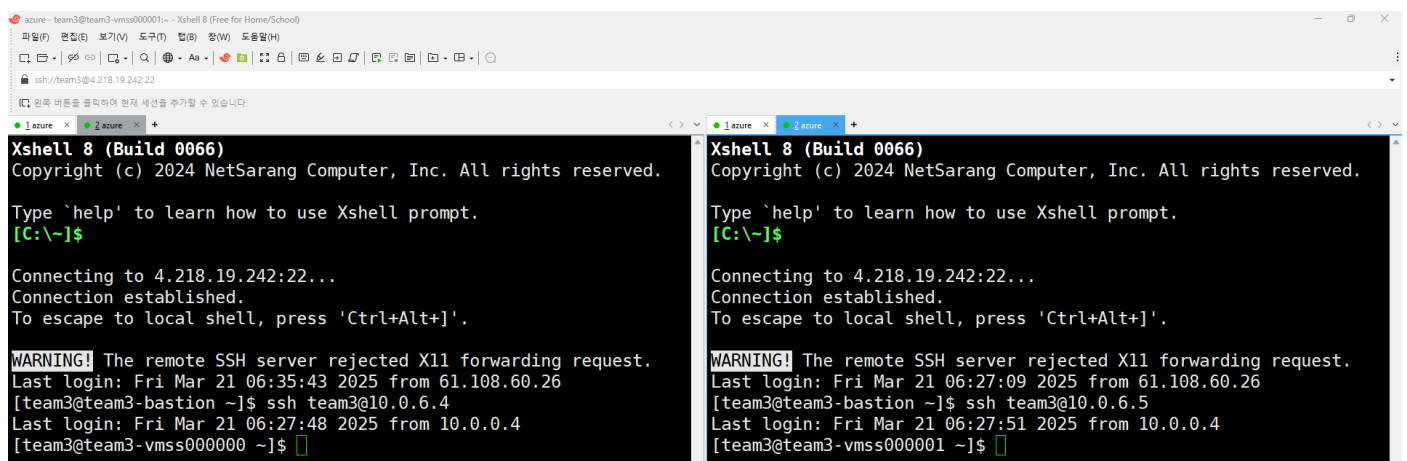 azure - team3@team3-vmss000001:~ - Xshell 8 (Free for Home/School)
파일(F) 편집(E) 보기(V) 도구(T) 탭(B) 창(W) 도움말(H)
ssh://team3@4.218.19.242:22
왼쪽 버튼을 클릭하여 현재 세션을 추가할 수 있습니다.
1 azure × 2 azure × +
Xshell 8 (Build 0066)
Copyright (c) 2024 NetSarang Computer, Inc. All rights reserved.
Type `help' to learn how to use Xshell prompt.
[C:\~]$
Connecting to 4.218.19.242:22...
Connection established.
To escape to local shell, press 'Ctrl+Alt+]'.
WARNING! The remote SSH server rejected X11 forwarding request.
Last login: Fri Mar 21 06:35:43 2025 from 61.108.60.26
[team3@team3-bastion ~]$ ssh team3@10.0.6.4
Last login: Fri Mar 21 06:27:48 2025 from 10.0.0.4
[team3@team3-vmss000000 ~]$
1 azure × 2 azure × +
Xshell 8 (Build 0066)
Copyright (c) 2024 NetSarang Computer, Inc. All rights reserved.
Type `help' to learn how to use Xshell prompt.
[C:\~]$
Connecting to 4.218.19.242:22...
Connection established.
To escape to local shell, press 'Ctrl+Alt+]'.
WARNING! The remote SSH server rejected X11 forwarding request.
Last login: Fri Mar 21 06:27:09 2025 from 61.108.60.26
[team3@team3-bastion ~]$ ssh team3@10.0.6.5
Last login: Fri Mar 21 06:27:51 2025 from 10.0.0.4
[team3@team3-vmss000001 ~]$